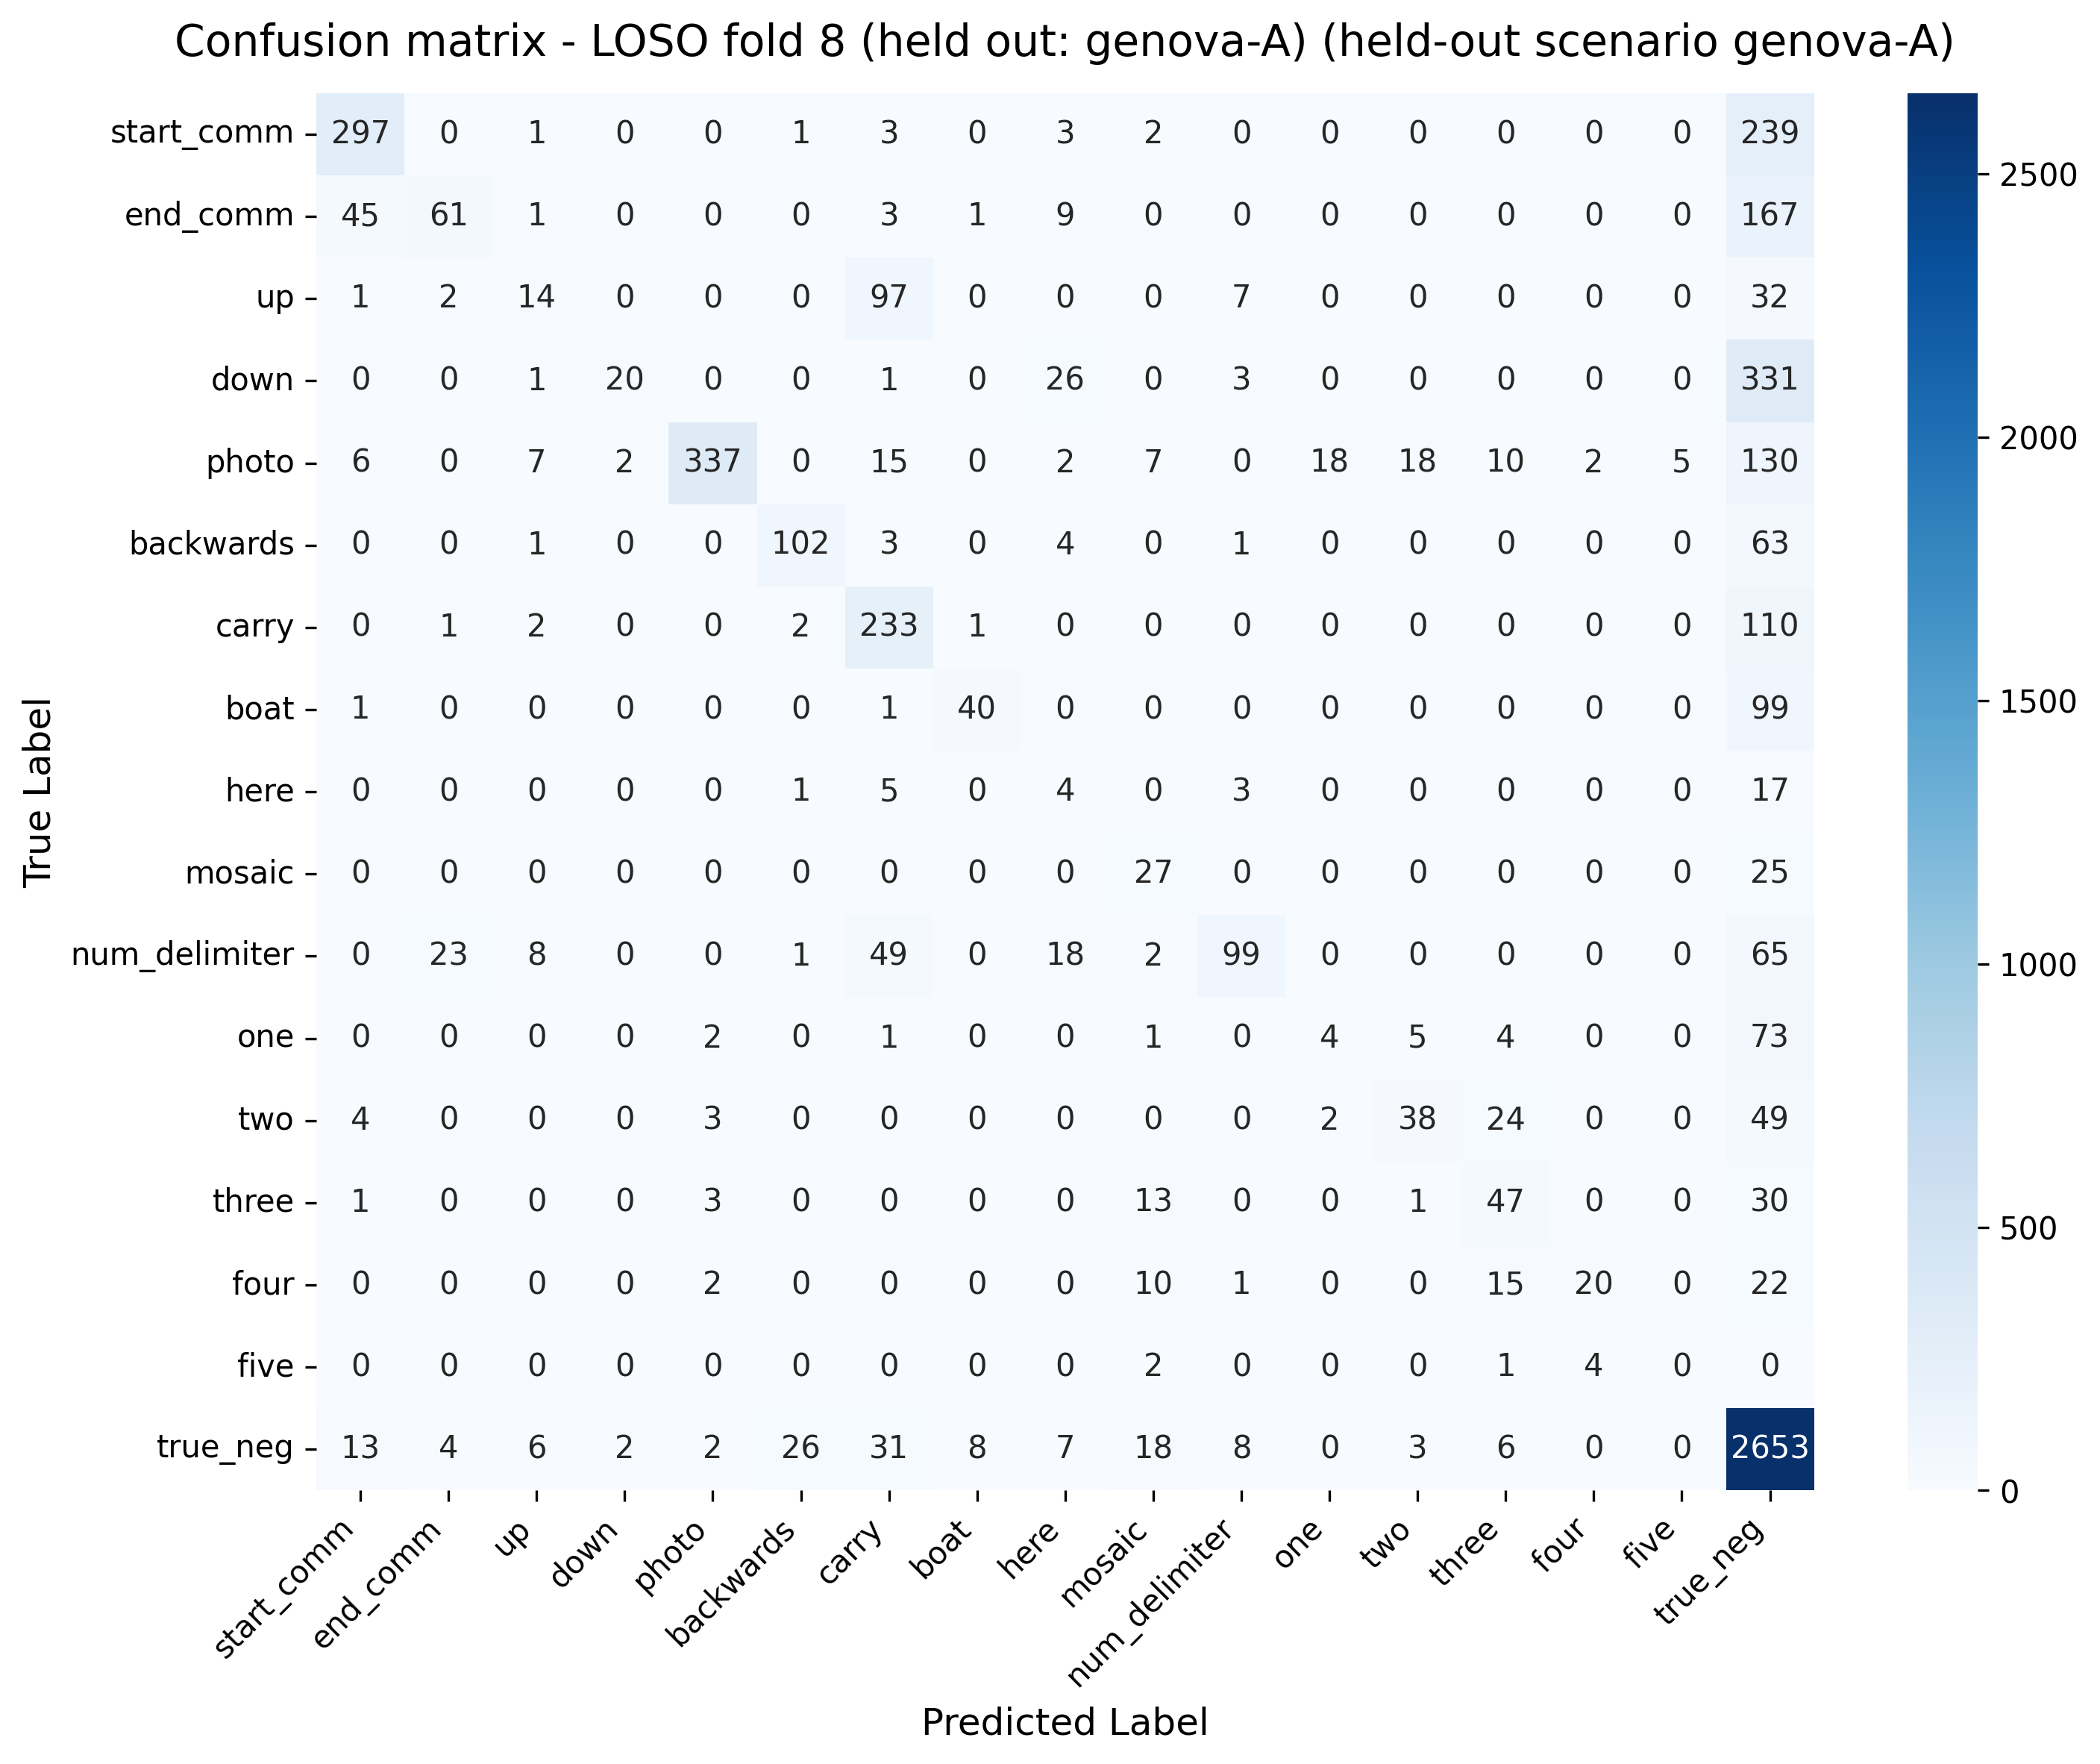 Confusion matrix - LOSO fold 8 (held out: genova-A) (held-out scenario genova-A)
start_comm 297 0 1 0 0 1 3 0 3 2 0 0 0 0 0 0 239
end_comm 45 61 1 0 0 0 3 1 9 0 0 0 0 0 0 0 167
up 1 2 14 0 0 0 97 0 0 0 7 0 0 0 0 0 32
down 0 0 1 20 0 0 1 0 26 0 3 0 0 0 0 0 331
photo 6 0 7 2 337 0 15 0 2 7 0 18 18 10 2 5 130
backwards 0 0 1 0 0 102 3 0 4 0 1 0 0 0 0 0 63
carry 0 1 2 0 0 2 233 1 0 0 0 0 0 0 0 0 110
boat 1 0 0 0 0 0 1 40 0 0 0 0 0 0 0 0 99
here 0 0 0 0 0 1 5 0 4 0 3 0 0 0 0 0 17
mosaic 0 0 0 0 0 0 0 0 0 27 0 0 0 0 0 0 25
num_delimiter 0 23 8 0 0 1 49 0 18 2 99 0 0 0 0 0 65
one 0 0 0 0 2 0 1 0 0 1 0 4 5 4 0 0 73
two 4 0 0 0 3 0 0 0 0 0 0 2 38 24 0 0 49
three 1 0 0 0 3 0 0 0 0 13 0 0 1 47 0 0 30
four 0 0 0 0 2 0 0 0 0 10 1 0 0 15 20 0 22
five 0 0 0 0 0 0 0 0 0 2 0 0 0 1 4 0 0
true_neg 13 4 6 2 2 26 31 8 7 18 8 0 3 6 0 0 2653
start_comm end_comm up down photo backwards carry boat here mosaic num_delimiter one two three four five true_neg
Predicted Label
True Label
2500
2000
1500
1000
500
0